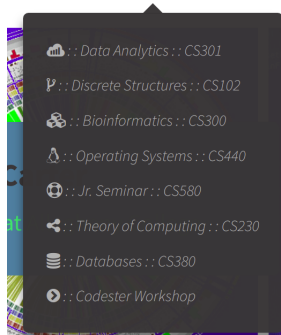 : : Data Analytics : : CS301
: : Discrete Structures : : CS102
: : Bioinformatics : : CS300
: : Operating Systems : : CS440
: : Jr. Seminar : : CS580
: : Theory of Computing : : CS230
: : Databases : : CS380
: : Codester Workshop